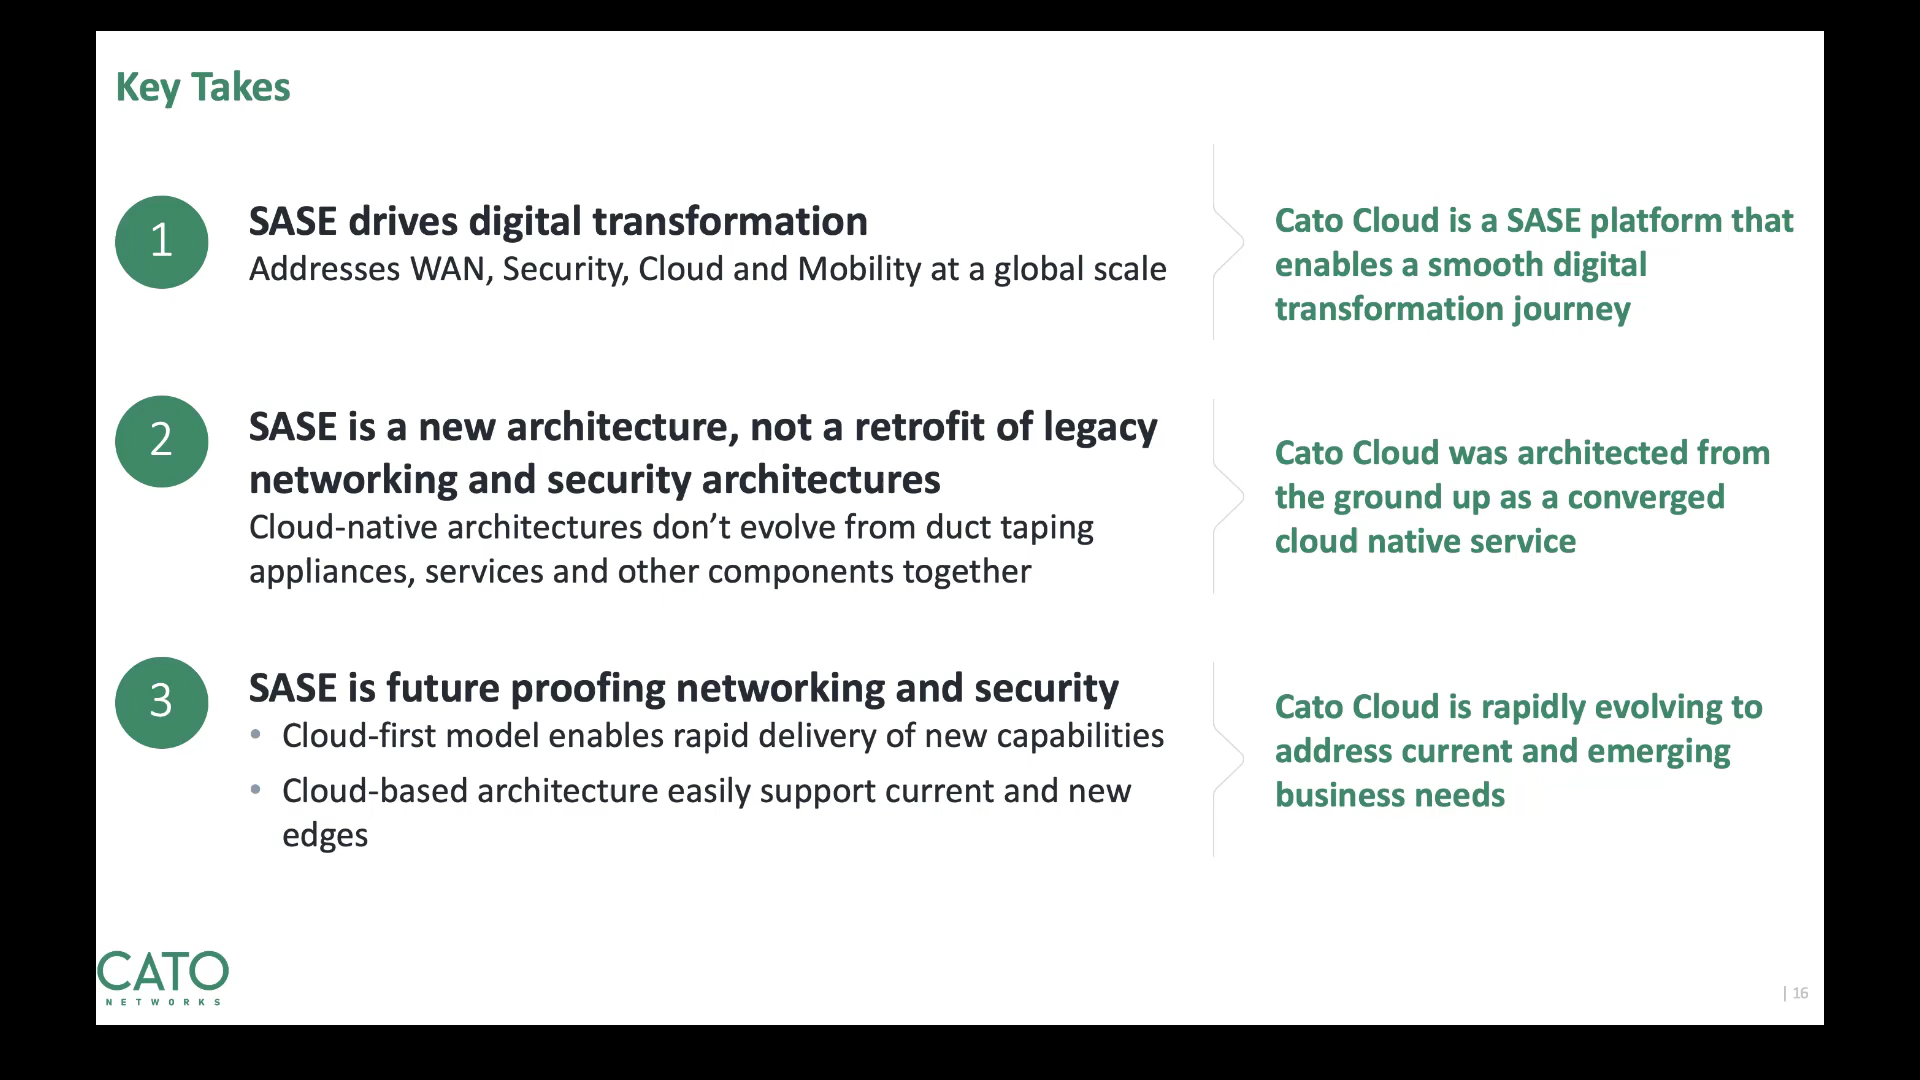 Key Takes
1
SASE drives digital transformation
Addresses WAN, Security, Cloud and Mobility at a global scale
Cato Cloud is a SASE platform that
enables a smooth digital
transformation journey
2
SASE is a new architecture, not a retrofit of legacy
networking and security architectures
Cloud-native architectures don’t evolve from duct taping
appliances, services and other components together
Cato Cloud was architected from
the ground up as a converged
cloud native service
3
SASE is future proofing networking and security
• Cloud-first model enables rapid delivery of new capabilities
• Cloud-based architecture easily support current and new
edges
Cato Cloud is rapidly evolving to
address current and emerging
business needs
CATO
NETWORKS
| 16